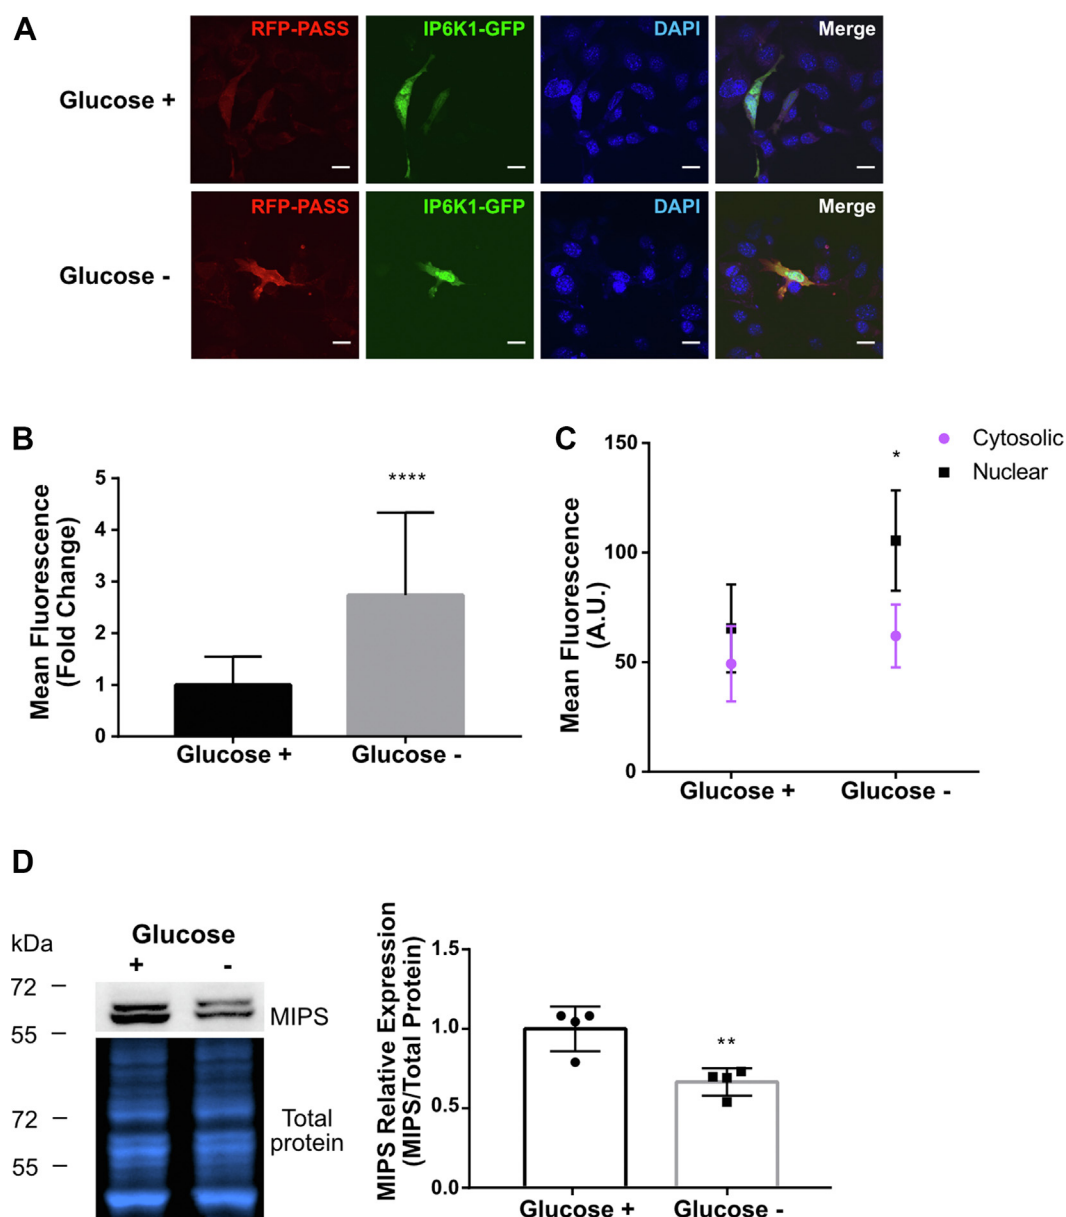 A
RFP-PASS IP6K1-GFP DAPI Merge
Glucose +
RFP-PASS IP6K1-GFP DAPI Merge
Glucose -
B
Mean Fluorescence
(Fold Change)
5
4
3
2
1
0
****
Glucose + Glucose -
C
Cytosolic
Nuclear
Mean Fluorescence
(A.U.)
150
100
50
0
*
Glucose + Glucose -
D
kDa
Glucose
+ -
72
55
MIPS
72
55
Total
protein
MIPS Relative Expression
(MIPS/Total Protein)
1.5
1.0
0.5
0.0
**
Glucose + Glucose -